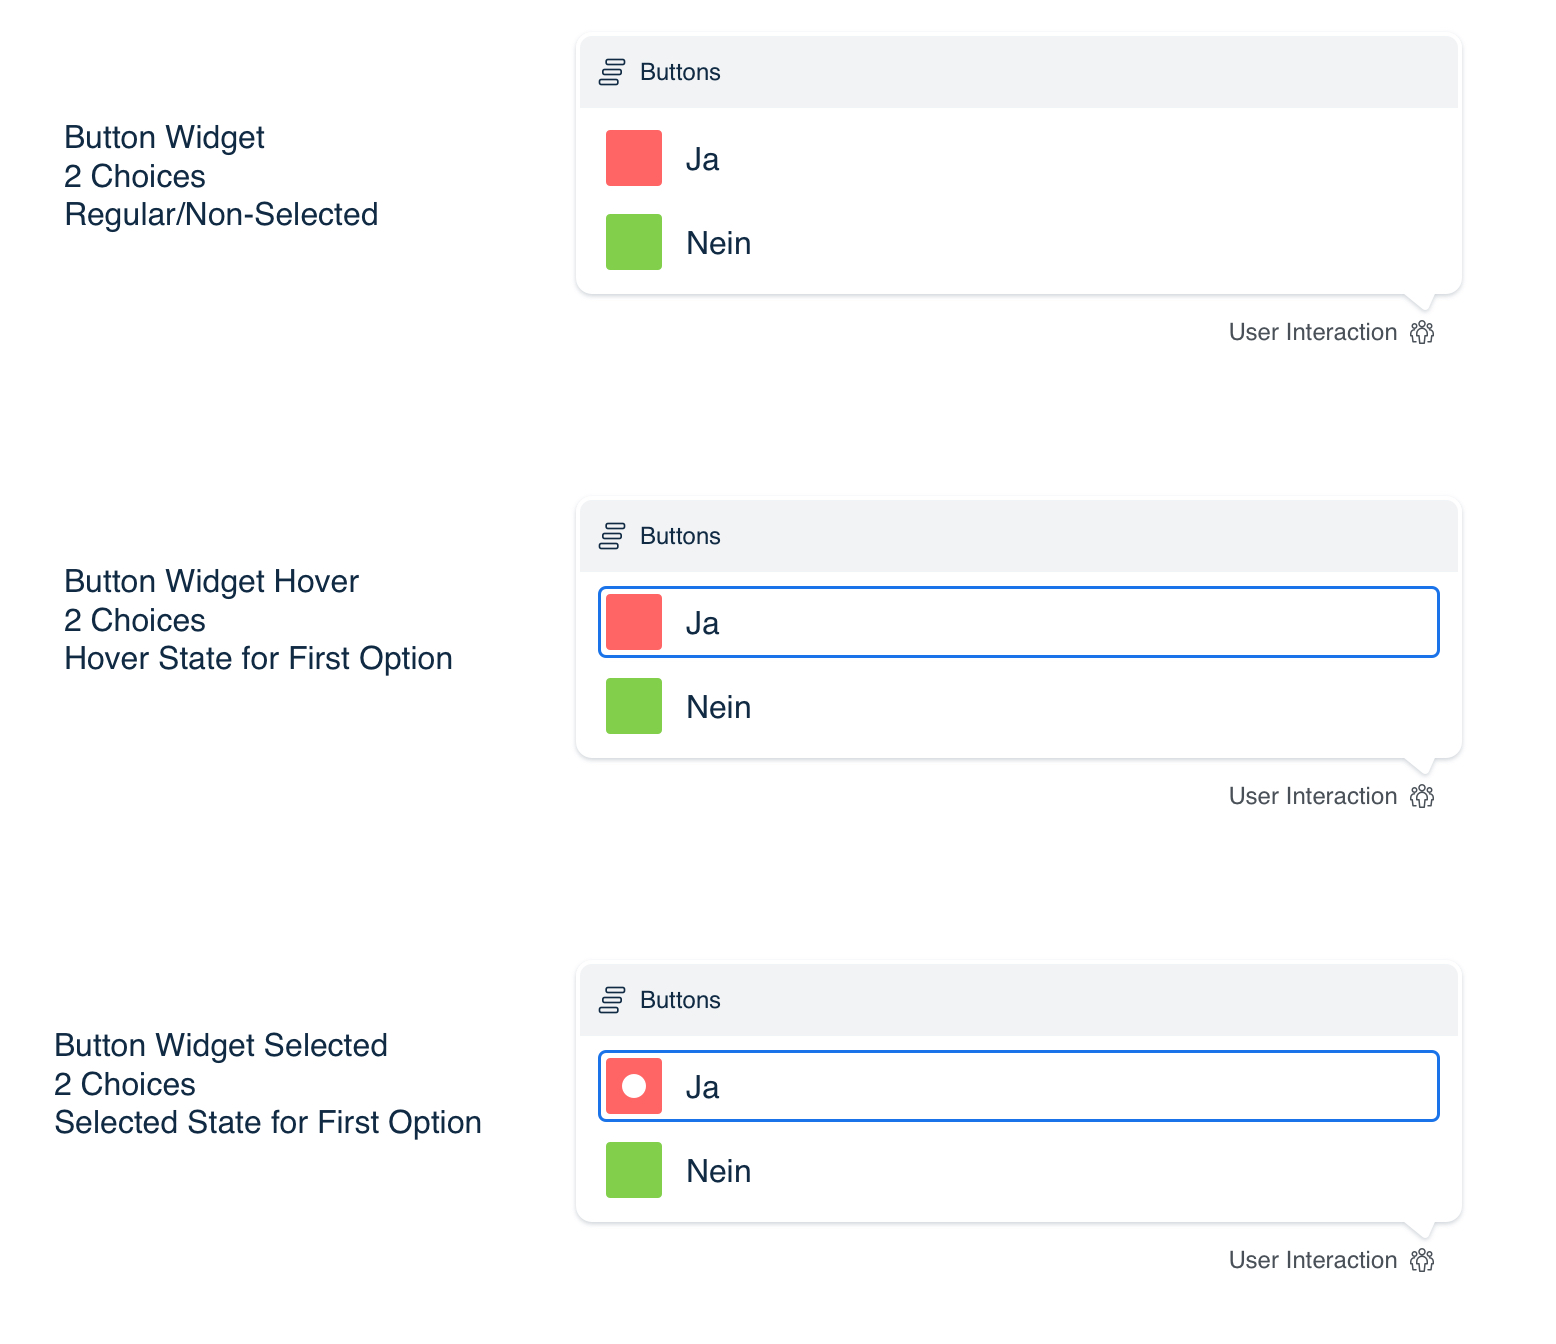 Buttons
Button Widget
2 Choices
Regular/Non-Selected
Ja
Nein
User Interaction
Buttons
Button Widget Hover
2 Choices
Hover State for First Option
Ja
Nein
User Interaction
Buttons
Button Widget Selected
2 Choices
Selected State for First Option
Ja
Nein
User Interaction